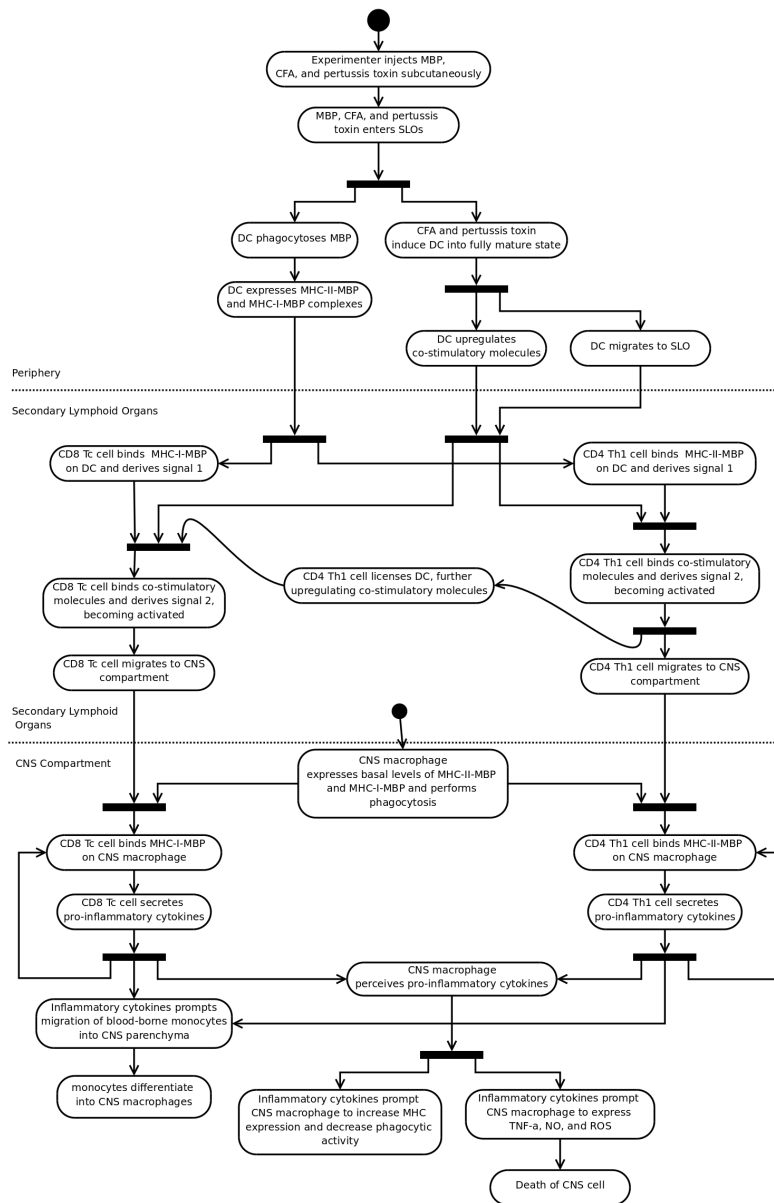 Experimenter injects MBP,
CFA, and pertussis toxin subcutaneously
MBP, CFA, and pertussis
toxin enters SLOs
DC phagocytoses MBP
CFA and pertussis toxin
induce DC into fully mature state
DC expresses MHC-II-MBP
and MHC-I-MBP complexes
DC upregulates
co-stimulatory molecules
DC migrates to SLO
Periphery
Secondary Lymphoid Organs
CD8 Tc cell binds MHC-I-MBP
on DC and derives signal 1
CD4 Th1 cell binds MHC-II-MBP
on DC and derives signal 1
CD8 Tc cell binds co-stimulatory
molecules and derives signal 2,
becoming activated
CD4 Th1 cell licenses DC, further
upregulating co-stimulatory molecules
CD4 Th1 cell binds co-stimulatory
molecules and derives signal 2,
becoming activated
CD8 Tc cell migrates to CNS
compartment
CD4 Th1 cell migrates to CNS
compartment
Secondary Lymphoid
Organs
CNS Compartment
CNS macrophage
expresses basal levels of MHC-II-MBP
and MHC-I-MBP and performs
phagocytosis
CD8 Tc cell binds MHC-I-MBP
on CNS macrophage
CD4 Th1 cell binds MHC-II-MBP
on CNS macrophage
CD8 Tc cell secretes
pro-inflammatory cytokines
CD4 Th1 cell secretes
pro-inflammatory cytokines
CNS macrophage
perceives pro-inflammatory cytokines
Inflammatory cytokines prompts
migration of blood-borne monocytes
into CNS parenchyma
monocytes differentiate
into CNS macrophages
Inflammatory cytokines prompt
CNS macrophage to increase MHC
expression and decrease phagocytic
activity
Inflammatory cytokines prompt
CNS macrophage to express
TNF-a, NO, and ROS
Death of CNS cell